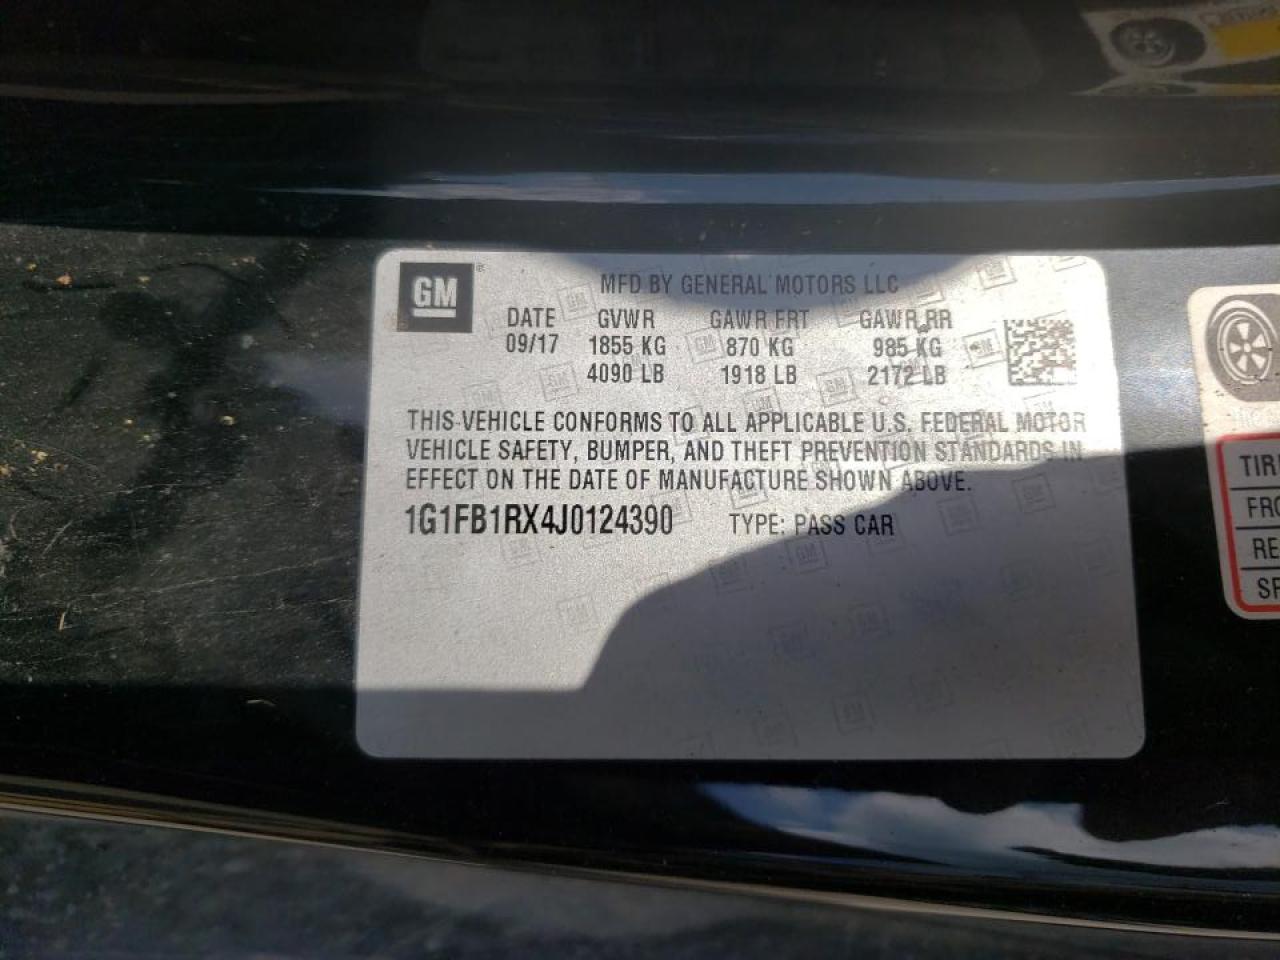 GM
MFD BY GENERAL MOTORS LLC
DATE GVWR GAWR FRT GAWR RR
09/17 1855 KG 870 KG 985 KG
4090 LB 1918 LB 2172 LB
THIS VEHICLE CONFORMS TO ALL APPLICABLE U.S. FEDERAL MOTOR
VEHICLE SAFETY, BUMPER, AND THEFT PREVENTION STANDARDS IN
EFFECT ON THE DATE OF MANUFACTURE SHOWN ABOVE.
1G1FB1RX4J0124390 TYPE: PASS CAR